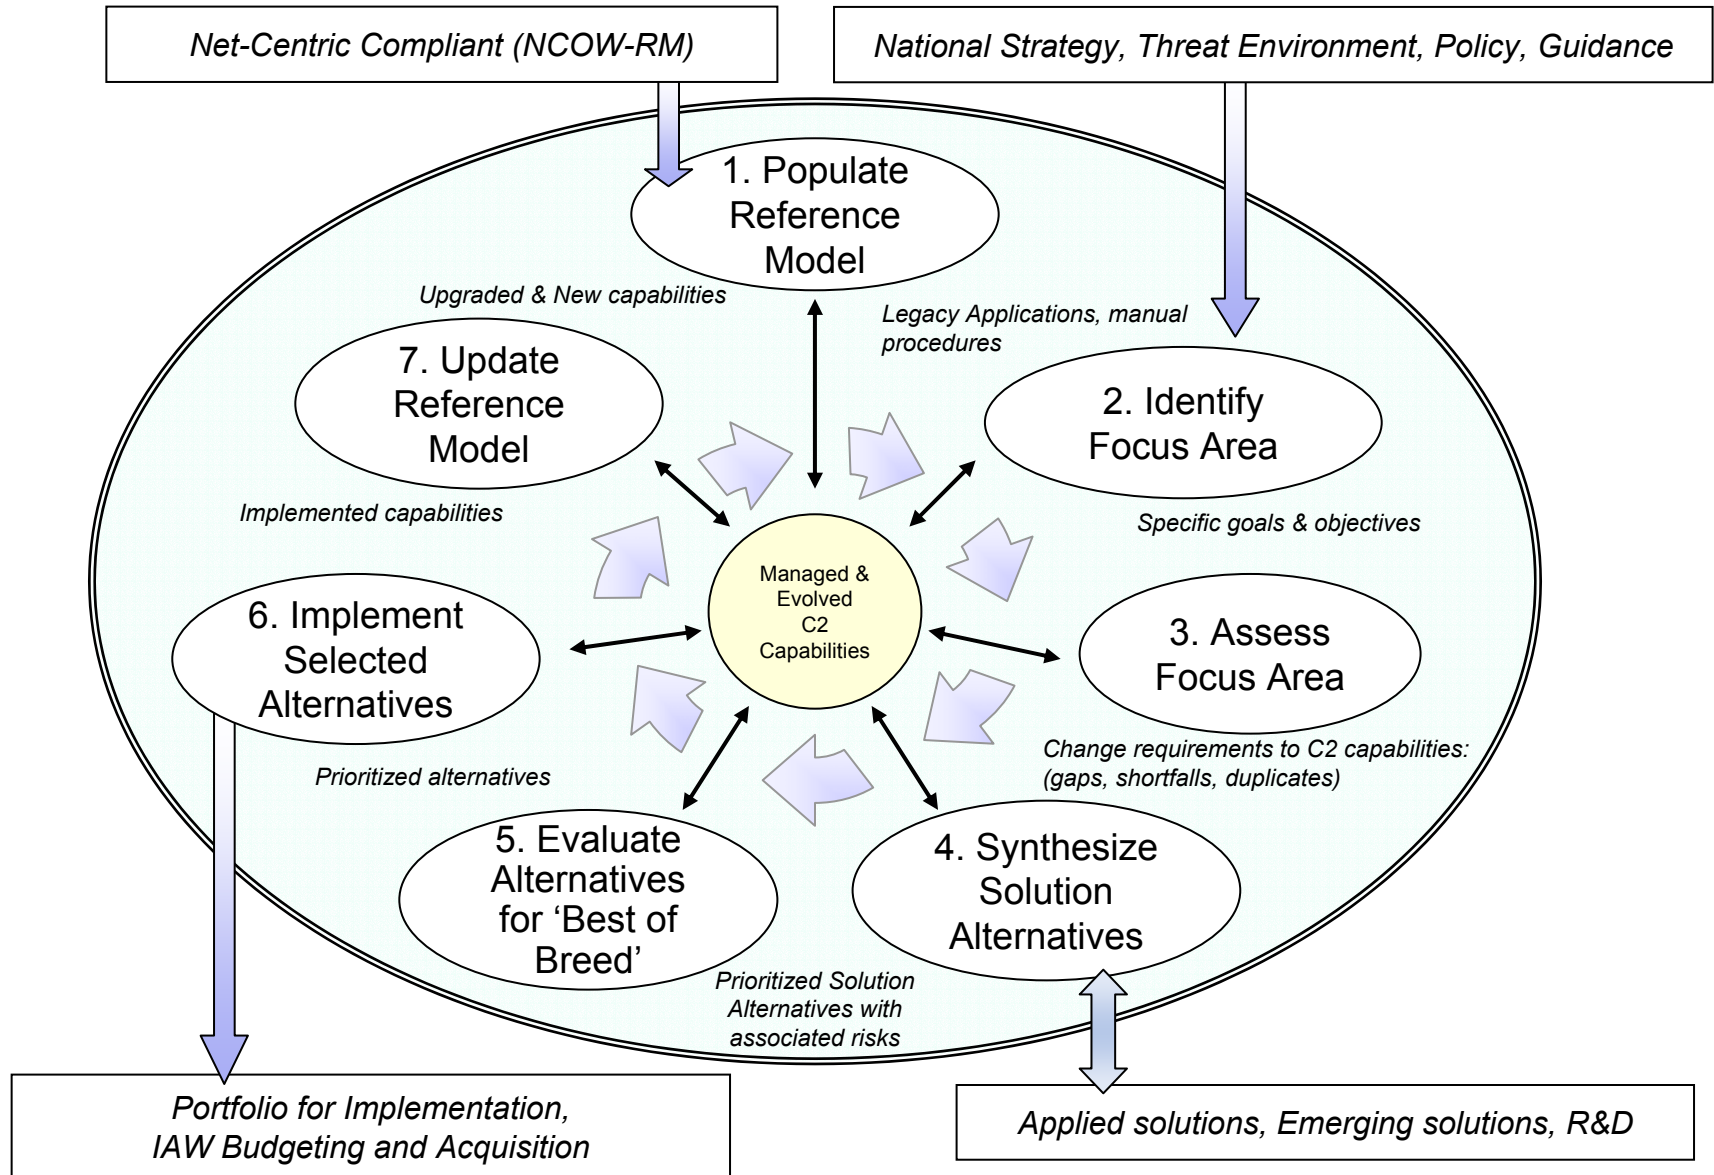 Net-Centric Compliant (NCOW-RM)
National Strategy, Threat Environment, Policy, Guidance
1. Populate
Reference
Model
Upgraded & New capabilities
Legacy Applications, manual
procedures
7. Update
Reference
Model
2. Identify
Focus Area
Implemented capabilities
Specific goals & objectives
Managed &
Evolved
C2
Capabilities
6. Implement
Selected
Alternatives
3. Assess
Focus Area
Prioritized alternatives
Change requirements to C2 capabilities:
(gaps, shortfalls, duplicates)
5. Evaluate
Alternatives
for ‘Best of
Breed’
4. Synthesize
Solution
Alternatives
Prioritized Solution
Alternatives with
associated risks
Portfolio for Implementation,
IAW Budgeting and Acquisition
Applied solutions, Emerging solutions, R&D